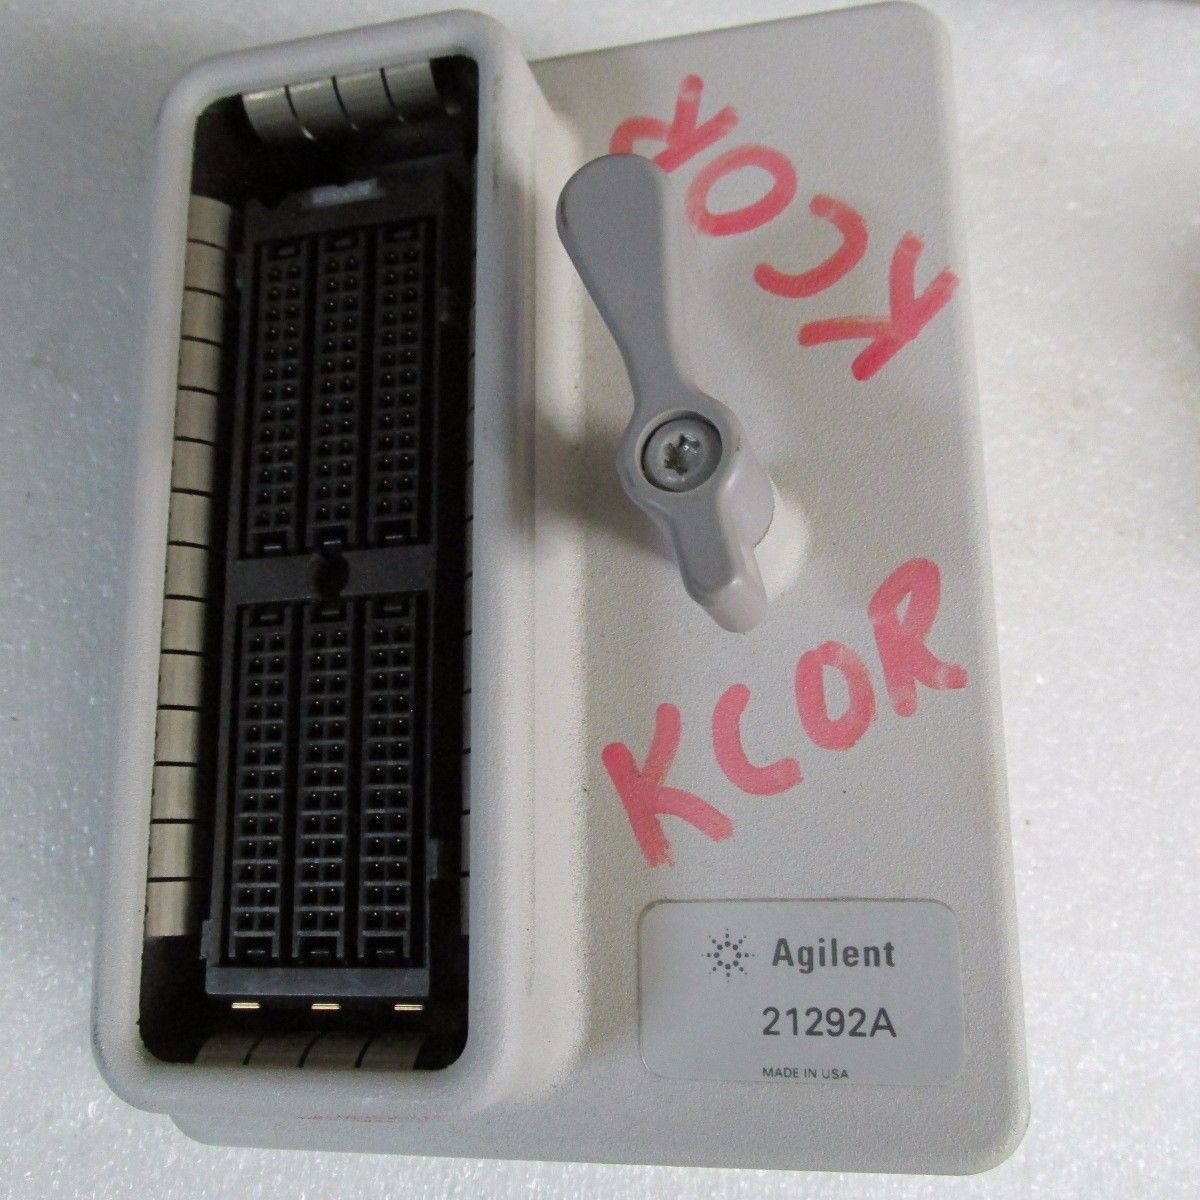 KCOR
KCOR
Agilent
21292A
MADE IN USA